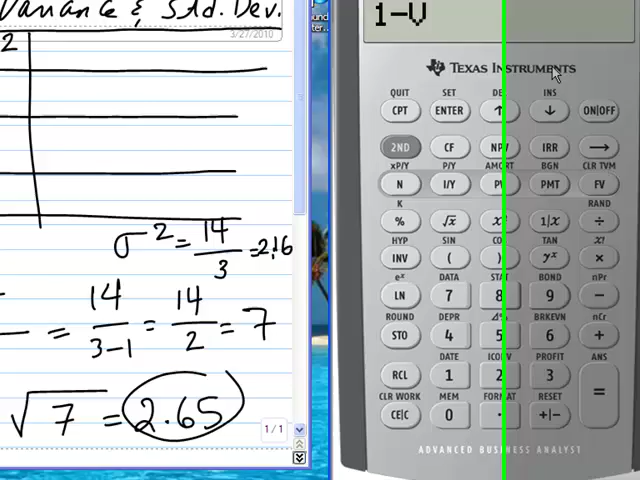 Variance & Std. Dev.
3/27/2010
2
σ² = 14/3 = 2.16
= 14/3-1 = 14/2 = 7
√7 = 2.65
1/1
1-V
TEXAS INSTRUMENTS
QUIT SET DEL INS
CPT ENTER ↑ ↓ ON|OFF
2ND CF NPV IRR →
xP/Y P/Y AMORT BGN CLR TVM
N I/Y PV PMT FV
K RAND
% √x x² 1/x ÷
HYP SIN COS TAN X!
INV ( ) yˣ ×
eˣ DATA STAT BOND nPr
LN 7 8 9 −
ROUND DEPR Δ% BRKEVN nCr
STO 4 5 6 +
DATE ICONV PROFIT ANS
RCL 1 2 3 =
CLR WORK MEM FORMAT
CE|C 0 . +|−
ADVANCED BUSINESS ANALYST